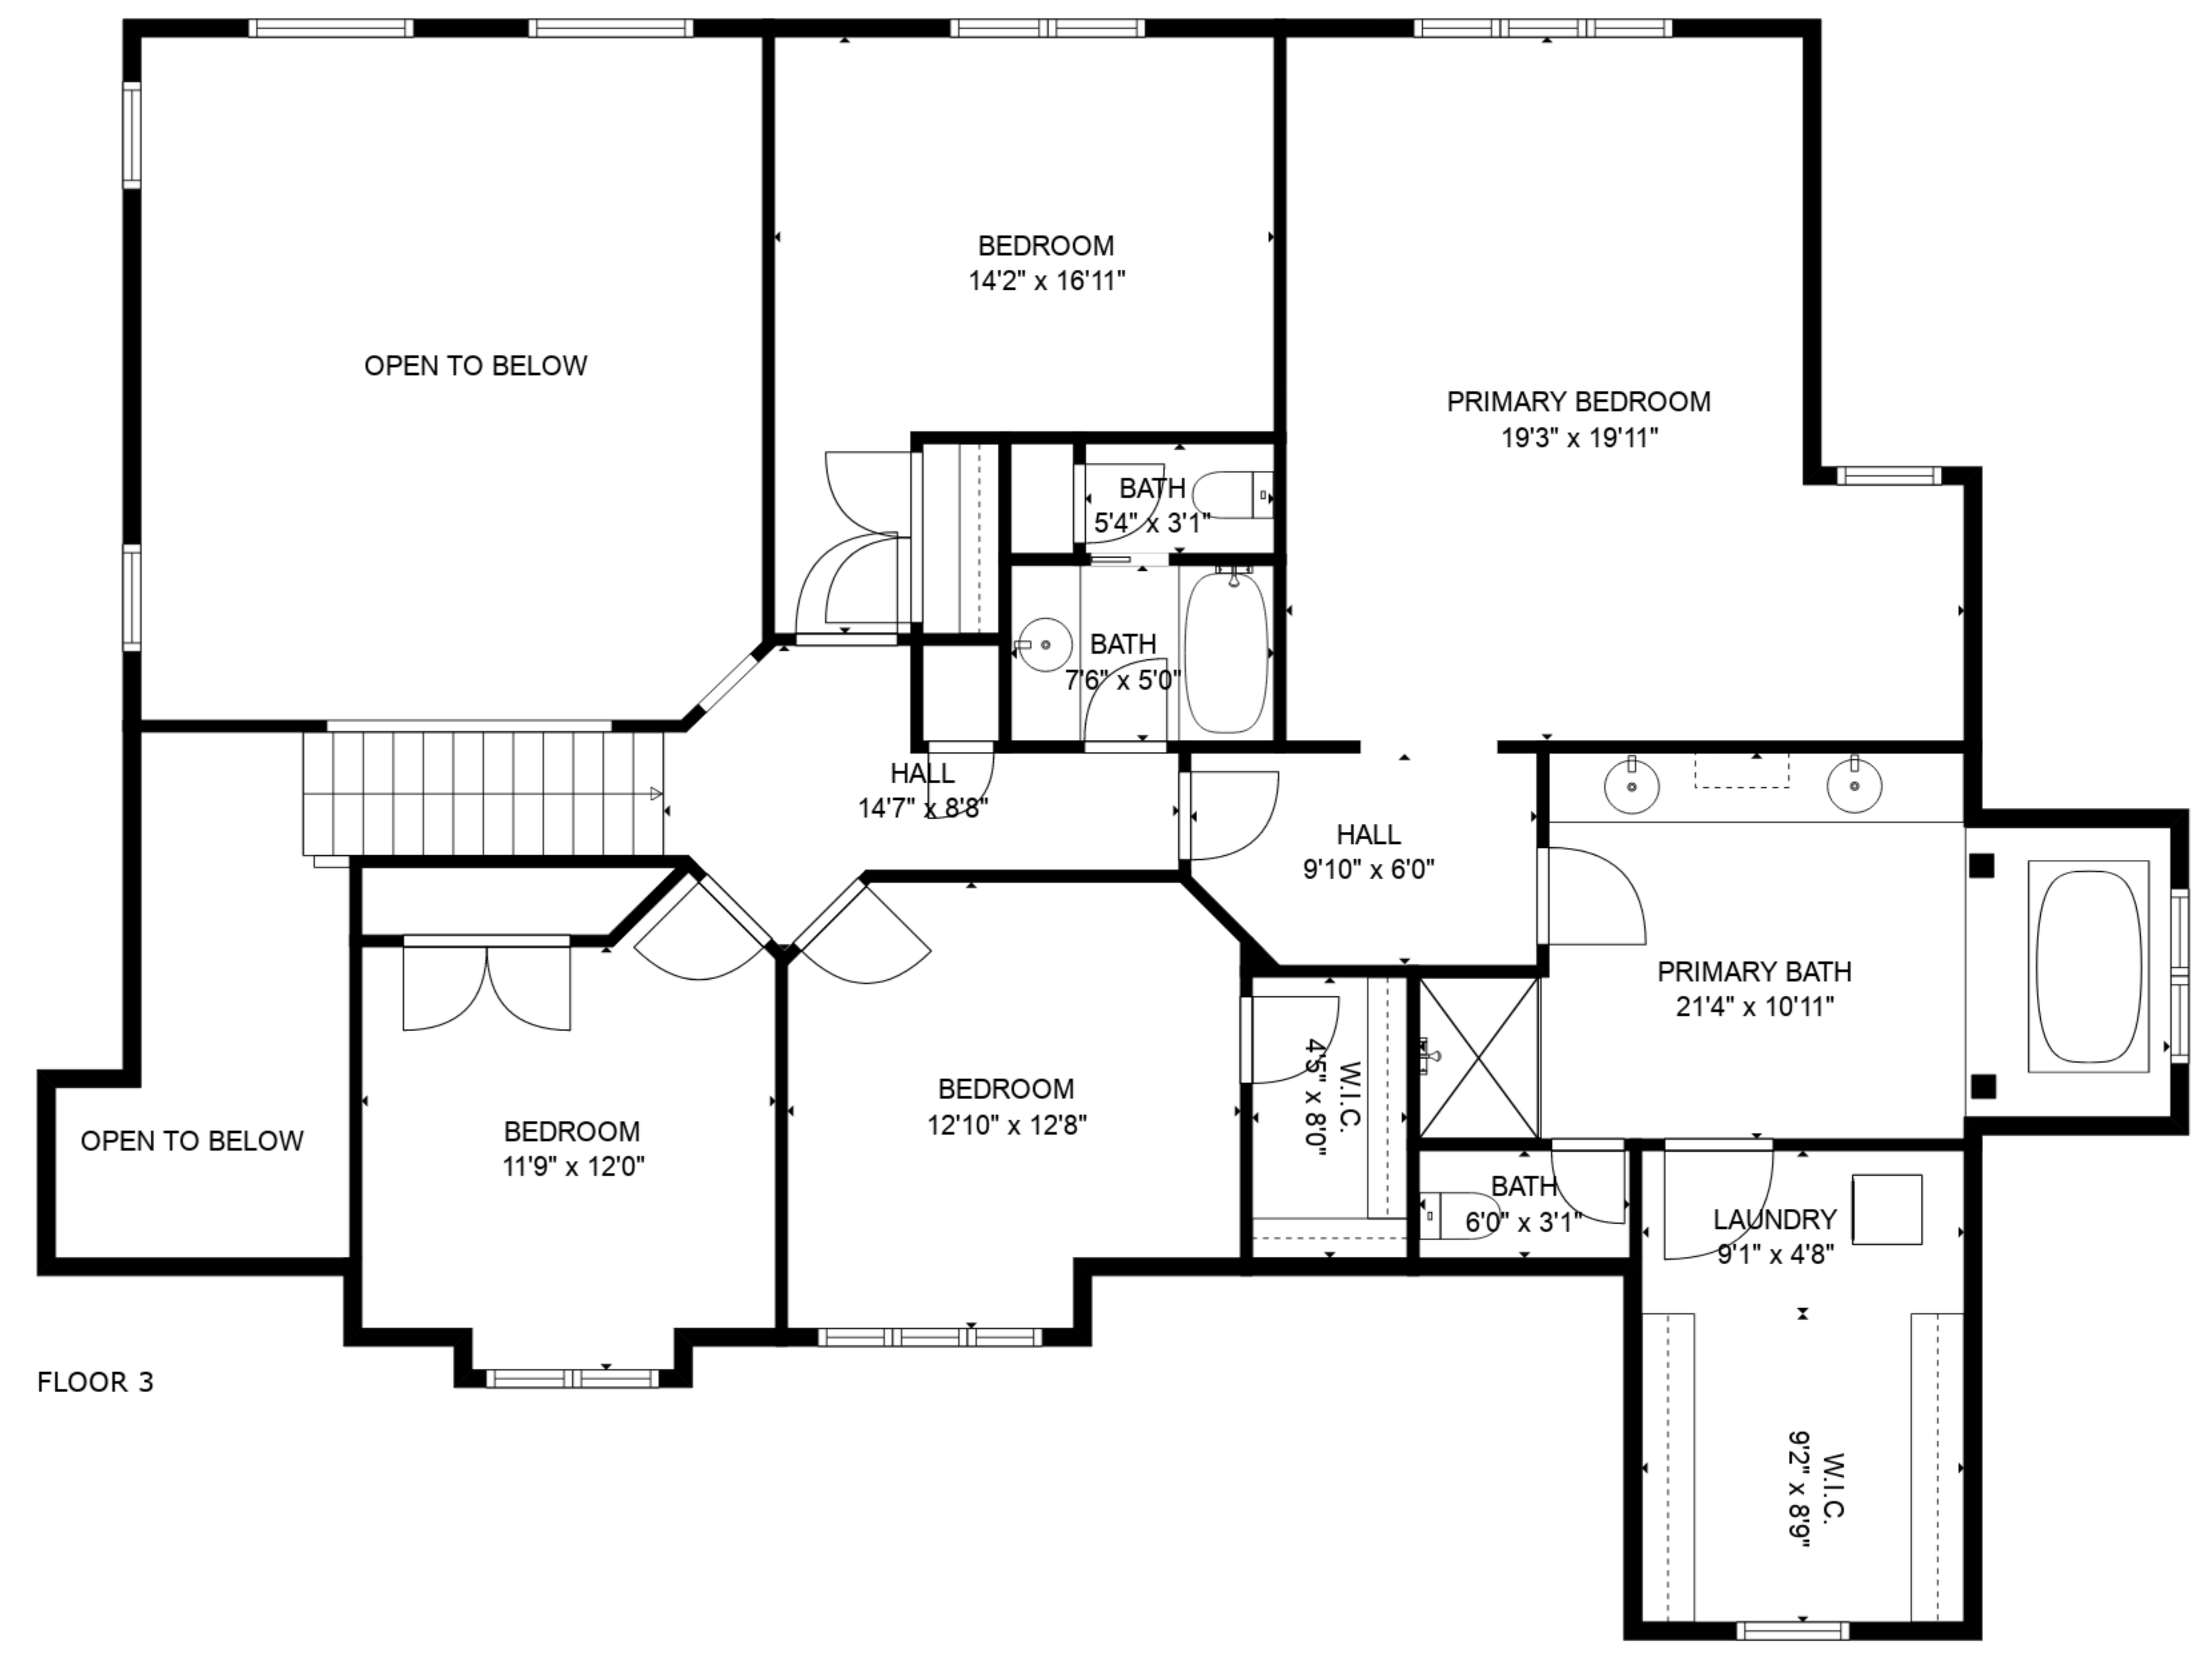 BEDROOM
14'2" x 16'11"
OPEN TO BELOW
PRIMARY BEDROOM
19'3" x 19'11"
BATH
5'4" x 3'1"
BATH
7'6" x 5'0"
HALL
14'7" x 8'8"
HALL
9'10" x 6'0"
PRIMARY BATH
21'4" x 10'11"
OPEN TO BELOW
BEDROOM
11'9" x 12'0"
BEDROOM
12'10" x 12'8"
W.I.C.
4'5" x 8'0"
BATH
6'0" x 3'1"
LAUNDRY
9'1" x 4'8"
W.I.C.
9'2" x 8'9"
FLOOR 3